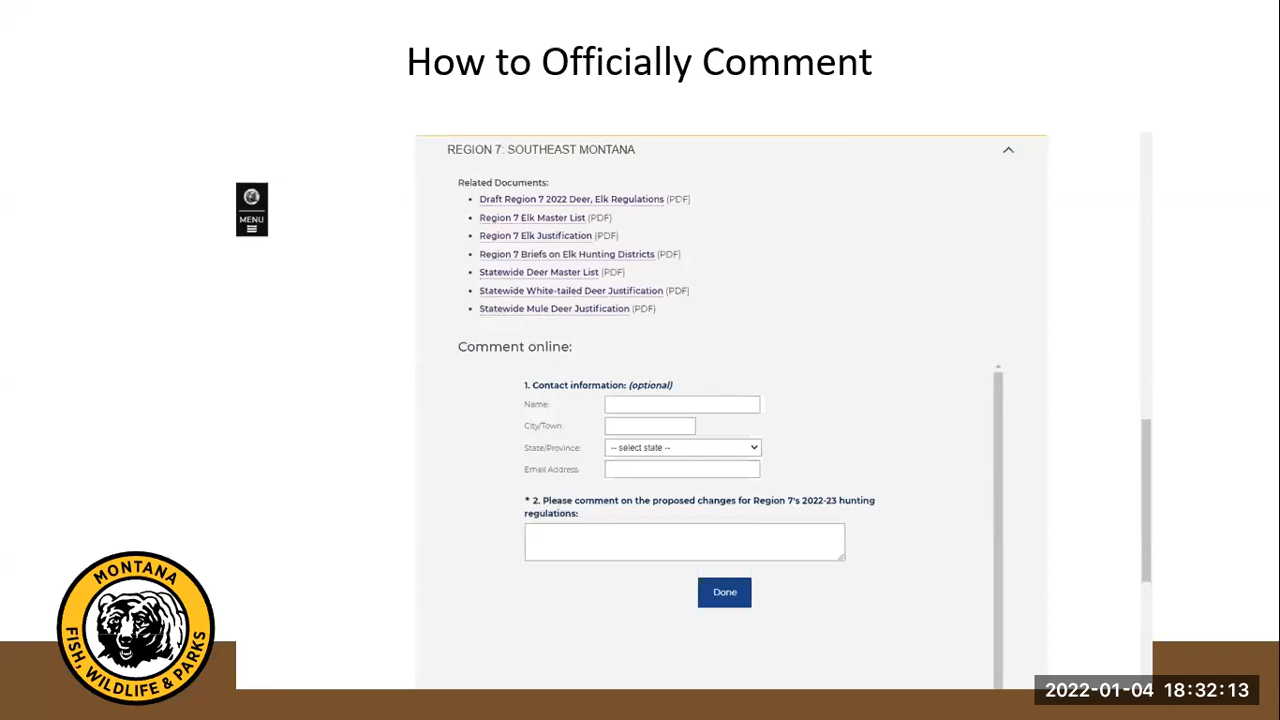 How to Officially Comment
REGION 7: SOUTHEAST MONTANA
MENU
Related Documents:
• Draft Region 7 2022 Deer, Elk Regulations (PDF)
• Region 7 Elk Master List (PDF)
• Region 7 Elk Justification (PDF)
• Region 7 Briefs on Elk Hunting Districts (PDF)
• Statewide Deer Master List (PDF)
• Statewide White-tailed Deer Justification (PDF)
• Statewide Mule Deer Justification (PDF)
Comment online:
1. Contact information: (optional)
Name:
City/Town:
State/Province: -- select state --
Email Address:
* 2. Please comment on the proposed changes for Region 7's 2022-23 hunting
regulations:
Done
MONTANA
FISH, WILDLIFE & PARKS
2022-01-04 18:32:13